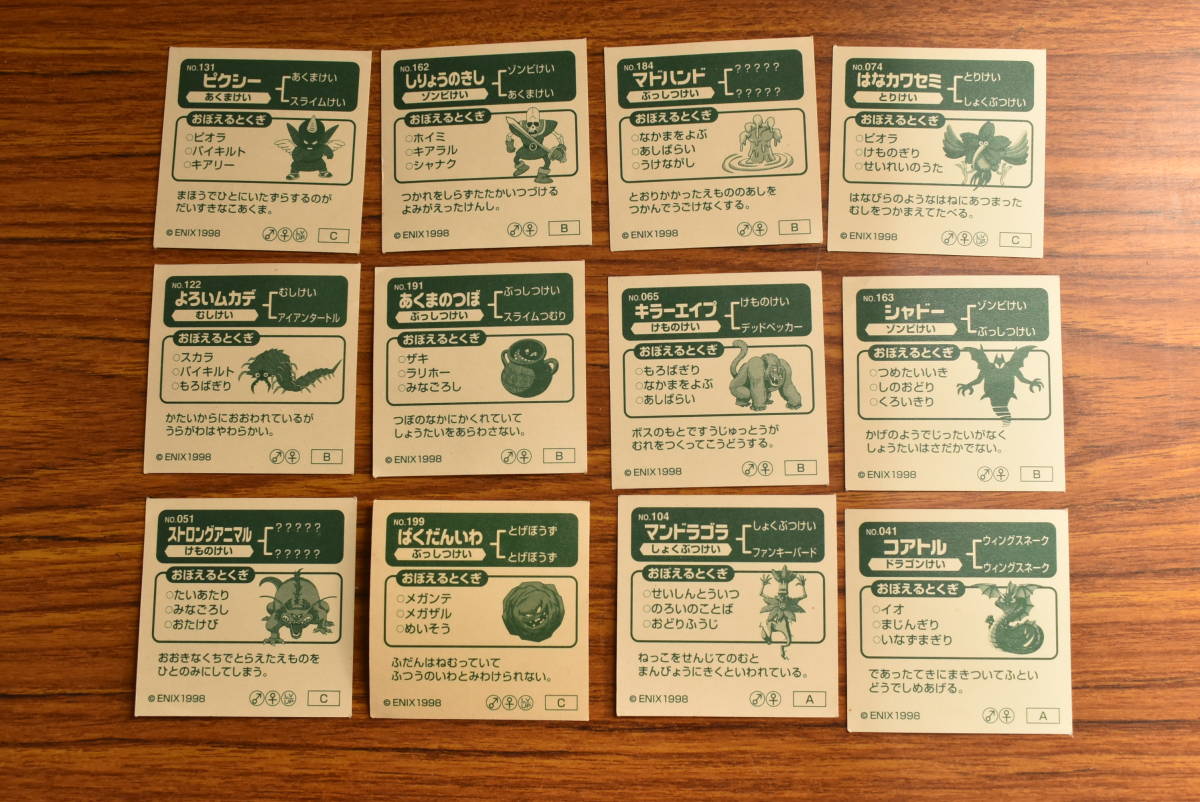 NO.131
ピクシー
あくまけい
あくまけい
スライムけい
おぼえるとくぎ
○ピオラ
○バイキルト
○キアリー
まほうでひとにいたずらするのが
だいすきなこあくま。
© ENIX1998
♂♀
C
NO.162
しりょうのきし
ゾンビけい
ゾンビけい
あくまけい
おぼえるとくぎ
○ホイミ
○キアラル
○シャナク
つかれをしらずたたかいつづける
よみがえったけんし。
© ENIX1998
♂♀
B
NO.184
マドハンド
ぶっしつけい
?????
?????
おぼえるとくぎ
○なかまをよぶ
○あしばらい
○うけながし
とおりかかったえもののあしを
つかんでうごけなくする。
© ENIX1998
♂♀
B
NO.074
はなカワセミ
とりけい
とりけい
しょくぶつけい
おぼえるとくぎ
○ピオラ
○けものぎり
○せいれいのうた
はなびらのようなはねにあつまった
むしをつかまえてたべる。
© ENIX1998
♂♀
C
NO.122
よろいムカデ
むしけい
むしけい
アイアンタートル
おぼえるとくぎ
○スカラ
○バイキルト
○もろばぎり
かたいからにおおわれているが
うらがわはやわらかい。
© ENIX1998
♂♀
B
NO.191
あくまのつぼ
ぶっしつけい
ぶっしつけい
スライムつむり
おぼえるとくぎ
○ザキ
○ラリホー
○みなごろし
つぼのなかにかくれていて
しょうたいをあらわさない。
© ENIX1998
♂♀
B
NO.065
キラーエイプ
けものけい
けものけい
デッドペッカー
おぼえるとくぎ
○もろばぎり
○なかまをよぶ
○あしばらい
ボスのもとですうじゅっとうが
むれをつくってこうどうする。
© ENIX1998
♂♀
B
NO.163
シャドー
ゾンビけい
ゾンビけい
ぶっしつけい
おぼえるとくぎ
○つめたいいき
○しのおどり
○くろいきり
かげのようでじったいがなく
しょうたいはさだかでない。
© ENIX1998
♂♀
B
NO.051
ストロングアニマル
けものけい
?????
?????
おぼえるとくぎ
○たいあたり
○みなごろし
○おたけび
おおきなくちでとらえたえものを
ひとのみにしてしまう。
© ENIX1998
♂♀
C
NO.199
ばくだんいわ
ぶっしつけい
とげぼうず
とげぼうず
おぼえるとくぎ
○メガンテ
○メガザル
○めいそう
ふだんはねむっていて
ふつうのいわとみわけられない。
© ENIX1998
♂♀
C
NO.104
マンドラゴラ
しょくぶつけい
しょくぶつけい
ファンキーバード
おぼえるとくぎ
○せいしんとういつ
○のろいのことば
○おどりふうじ
ねっこをせんじてのむと
まんびょうにきくといわれている。
© ENIX1998
♂♀
A
NO.041
コアトル
ドラゴンけい
ウィングスネーク
ウィングスネーク
おぼえるとくぎ
○イオ
○まじんぎり
○いなずまぎり
であったてきにまきついてふとい
どうでしめあげる。
© ENIX1998
♂♀
A